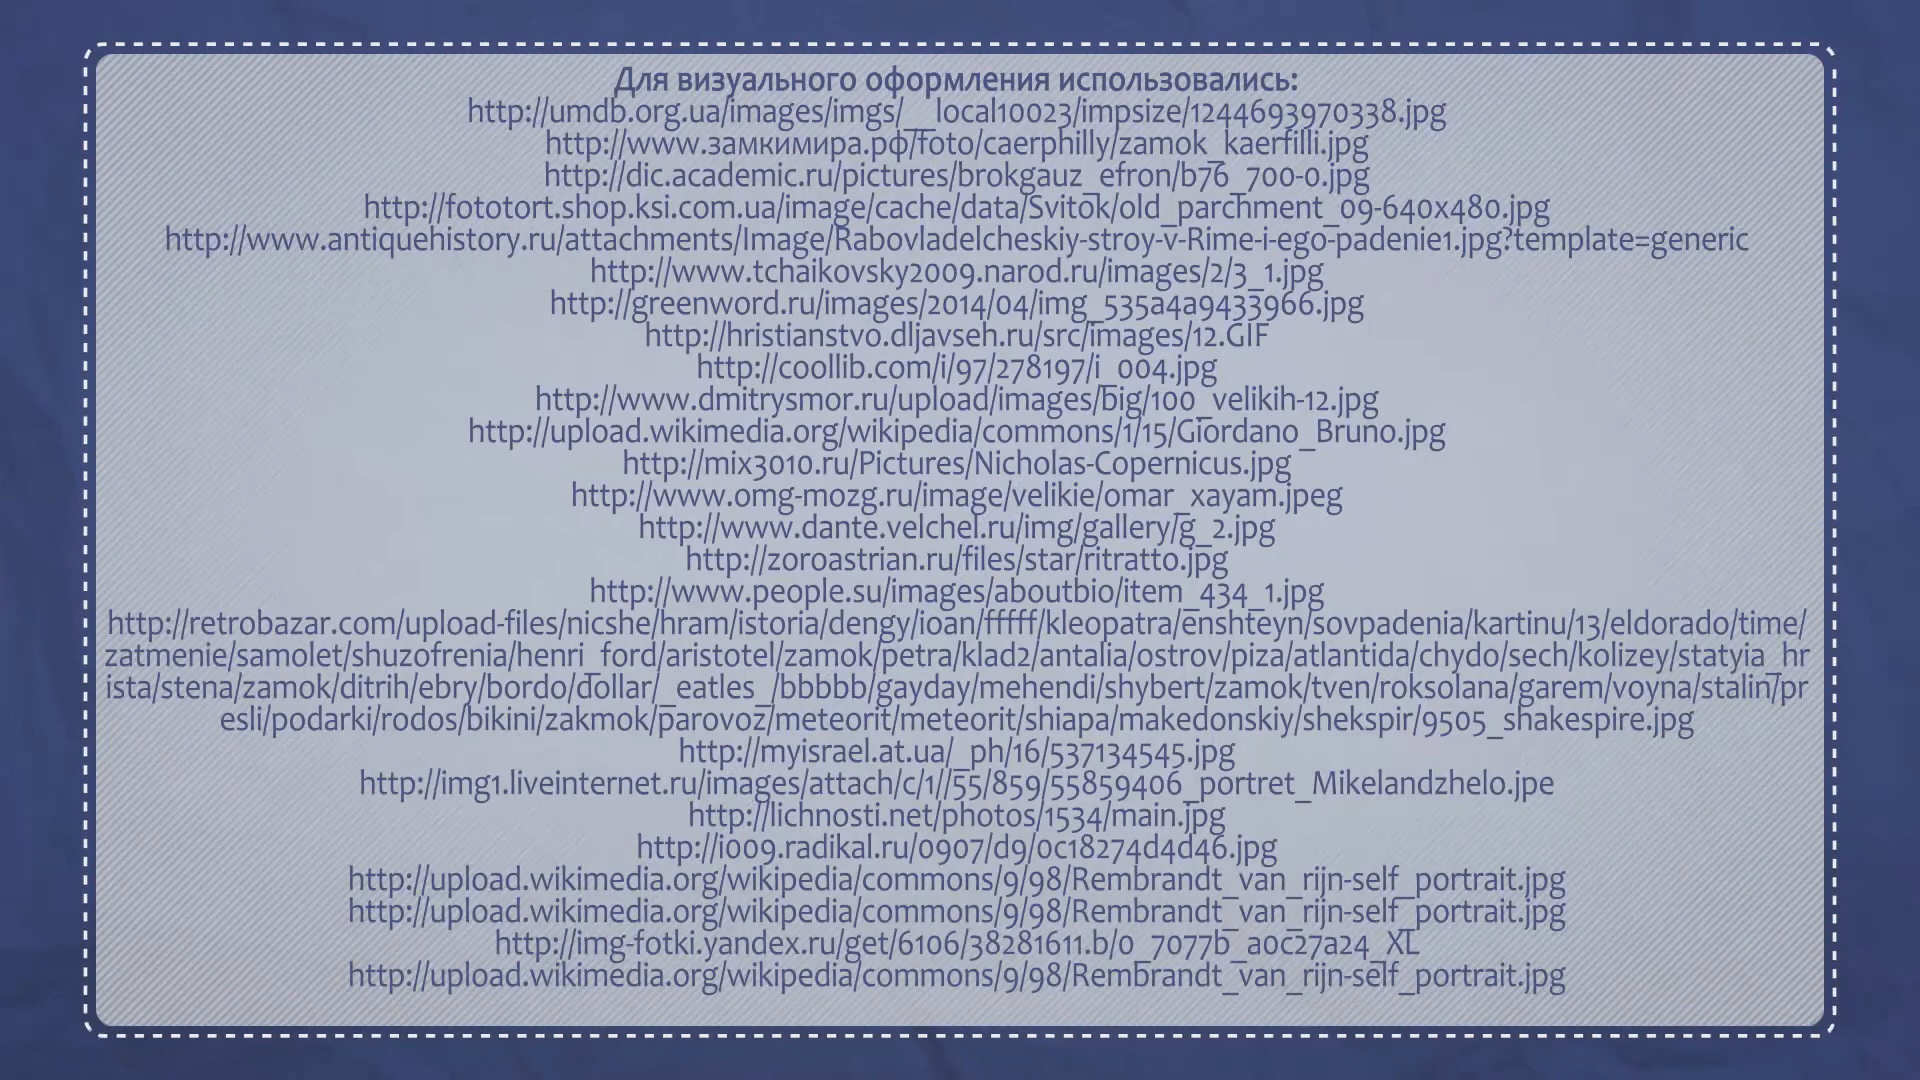 Для визуального оформления использовались:
http://umdb.org.ua/images/imgs/__local10023/impsize/1244693970338.jpg
http://www.замкимира.рф/foto/caerphilly/zamok_kaerfilli.jpg
http://dic.academic.ru/pictures/brokgauz_efron/b76_700-0.jpg
http://fototort.shop.ksi.com.ua/image/cache/data/Svitok/old_parchment_09-640x480.jpg
http://www.antiquehistory.ru/attachments/Image/Rabovladelcheskiy-stroy-v-Rime-i-ego-padenie1.jpg?template=generic
http://www.tchaikovsky2009.narod.ru/images/2/3_1.jpg
http://greenword.ru/images/2014/04/img_535a4a9433966.jpg
http://hristianstvo.dljavseh.ru/src/images/12.GIF
http://coollib.com/i/97/278197/i_004.jpg
http://www.dmitrysmor.ru/upload/images/big/100_velikih-12.jpg
http://upload.wikimedia.org/wikipedia/commons/1/15/Giordano_Bruno.jpg
http://mix3010.ru/Pictures/Nicholas-Copernicus.jpg
http://www.omg-mozg.ru/image/velikie/omar_xayam.jpeg
http://www.dante.velchel.ru/img/gallery/g_2.jpg
http://zoroastrian.ru/files/star/ritratto.jpg
http://www.people.su/images/aboutbio/item_434_1.jpg
http://retrobazar.com/upload-files/nicshe/hram/istoria/dengy/ioan/fffff/kleopatra/enshteyn/sovpadenia/kartinu/13/eldorado/time/
zatmenie/samolet/shuzofrenia/henri_ford/aristotel/zamok/petra/klad2/antalia/ostrov/piza/atlantida/chydo/sech/kolizey/statyia_hr
ista/stena/zamok/ditrih/ebry/bordo/dollar/_eatles_/bbbbb/gayday/mehendi/shybert/zamok/tven/roksolana/garem/voyna/stalin/pr
esli/podarki/rodos/bikini/zakmok/parovoz/meteorit/meteorit/shiapa/makedonskiy/shekspir/9505_shakespire.jpg
http://myisrael.at.ua/_ph/16/537134545.jpg
http://img1.liveinternet.ru/images/attach/c/1//55/859/55859406_portret_Mikelandzhelo.jpe
http://lichnosti.net/photos/1534/main.jpg
http://i009.radikal.ru/0907/d9/0c18274d4d46.jpg
http://upload.wikimedia.org/wikipedia/commons/9/98/Rembrandt_van_rijn-self_portrait.jpg
http://upload.wikimedia.org/wikipedia/commons/9/98/Rembrandt_van_rijn-self_portrait.jpg
http://img-fotki.yandex.ru/get/6106/38281611.b/0_7077b_a0c27a24_XL
http://upload.wikimedia.org/wikipedia/commons/9/98/Rembrandt_van_rijn-self_portrait.jpg